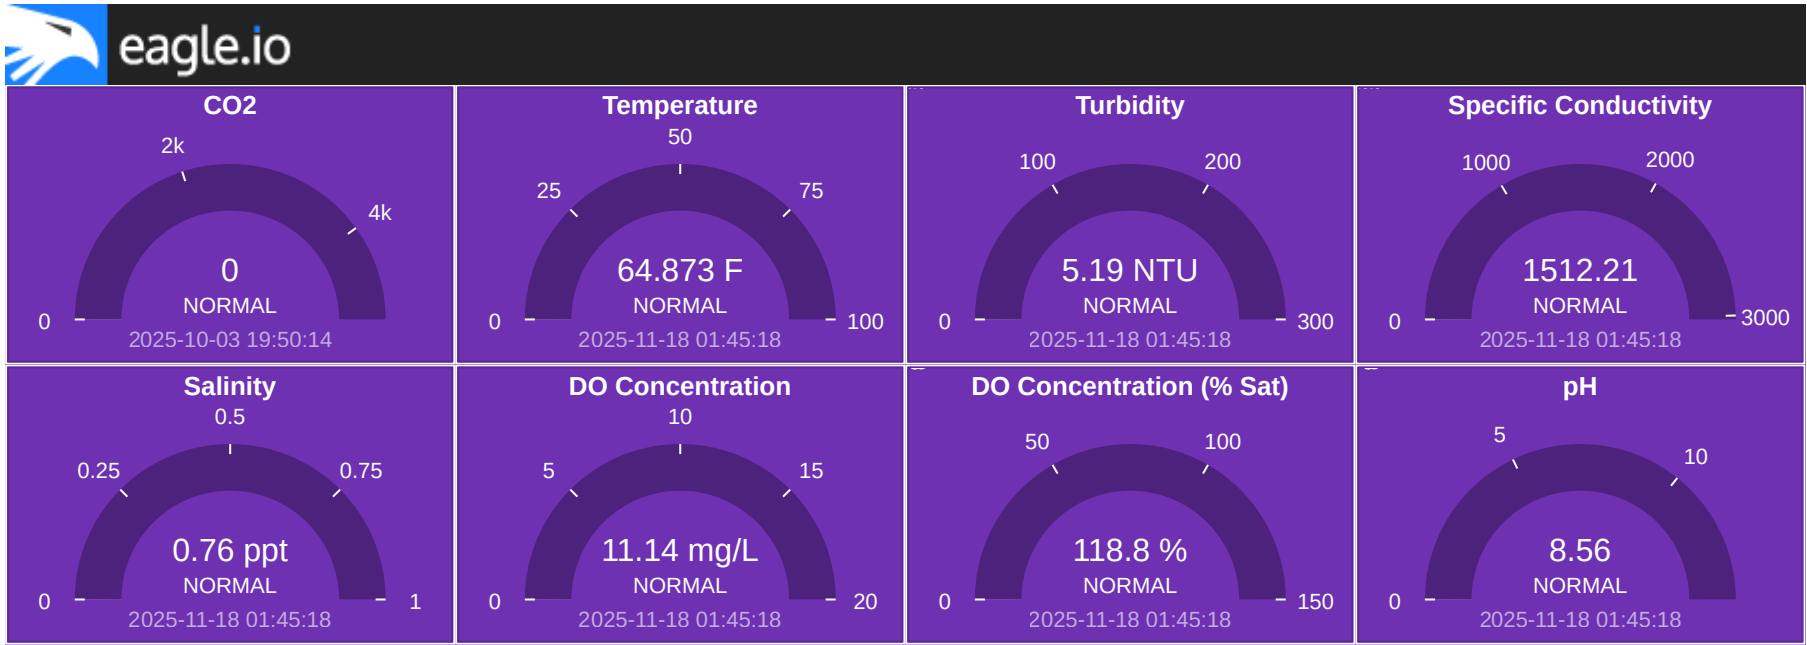 eagle.io
CO2
2k
4k
0
0
NORMAL
2025-10-03 19:50:14
Temperature
50
25
75
64.873 F
NORMAL
0
100
2025-11-18 01:45:18
Turbidity
100
200
5.19 NTU
NORMAL
0
300
2025-11-18 01:45:18
Specific Conductivity
1000
2000
1512.21
NORMAL
0
3000
2025-11-18 01:45:18
Salinity
0.5
0.25
0.75
0.76 ppt
NORMAL
0
1
2025-11-18 01:45:18
DO Concentration
10
5
15
11.14 mg/L
NORMAL
0
20
2025-11-18 01:45:18
DO Concentration (% Sat)
50
100
118.8 %
NORMAL
0
150
2025-11-18 01:45:18
pH
5
10
8.56
NORMAL
0
2025-11-18 01:45:18